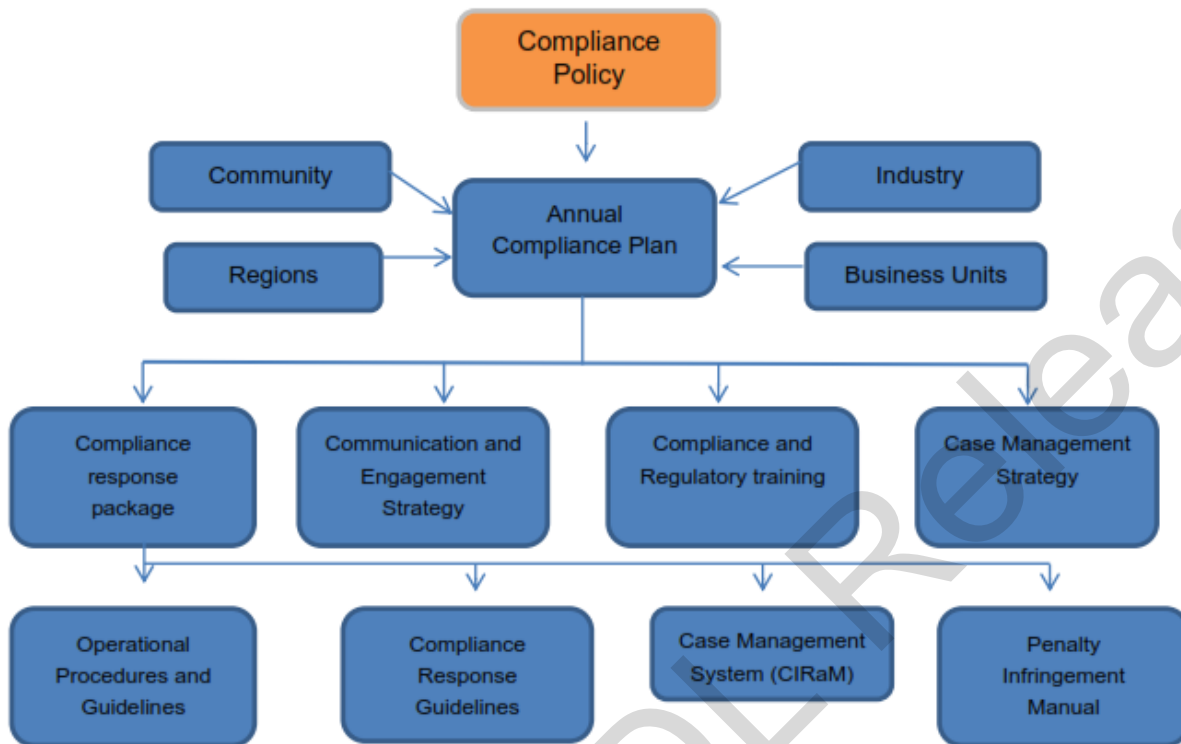 Compliance
Policy
Community
Industry
Annual
Compliance Plan
Regions
Business Units
Compliance
response
package
Communication and
Engagement
Strategy
Compliance and
Regulatory training
Case Management
Strategy
Operational
Procedures and
Guidelines
Compliance
Response
Guidelines
Case Management
System (CIRaM)
Penalty
Infringement
Manual